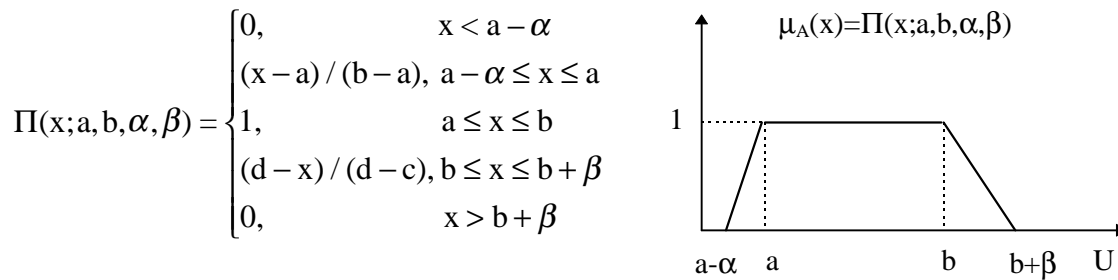 0, x < a − α
(x − a) / (b − a), a − α ≤ x ≤ a
Π(x; a, b, α, β) = { 1, a ≤ x ≤ b
(d − x) / (d − c), b ≤ x ≤ b + β
0, x > b + β
μA(x)=Π(x;a,b,α,β)
1
a-α a b b+β U